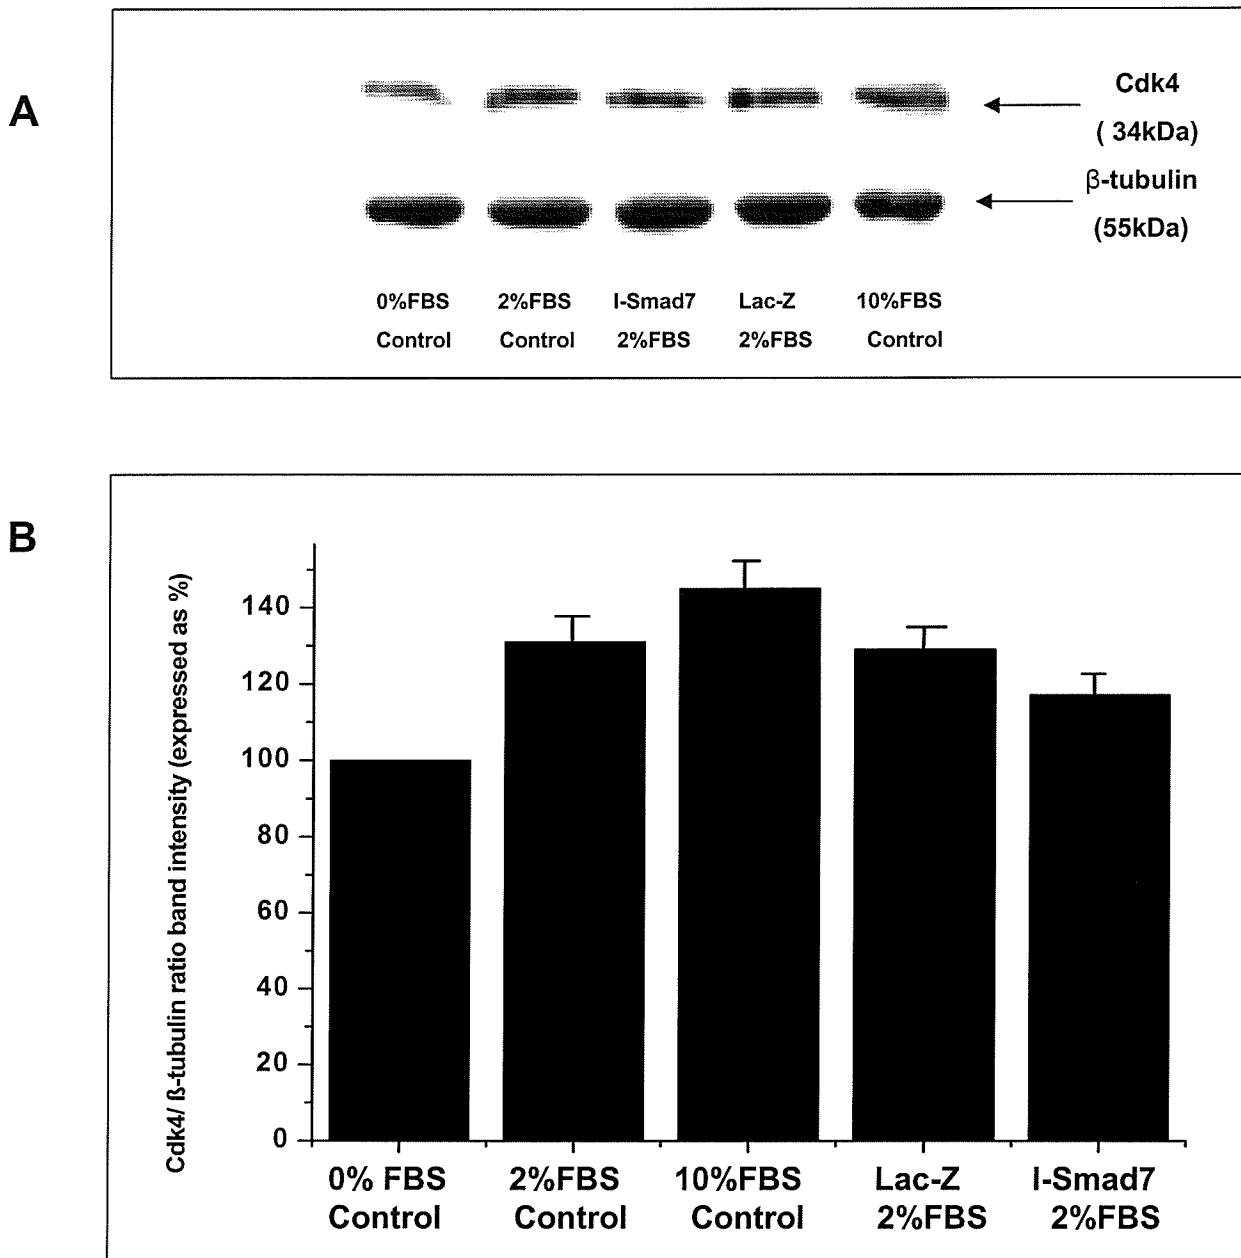 A
Cdk4
( 34kDa)
β-tubulin
(55kDa)
0%FBS 2%FBS I-Smad7 Lac-Z 10%FBS
Control Control 2%FBS 2%FBS Control
B
Cdk4/ ß-tubulin ratio band intensity (expressed as %)
140
120
100
80
60
40
20
0
0% FBS 2%FBS 10%FBS Lac-Z I-Smad7
Control Control Control 2%FBS 2%FBS